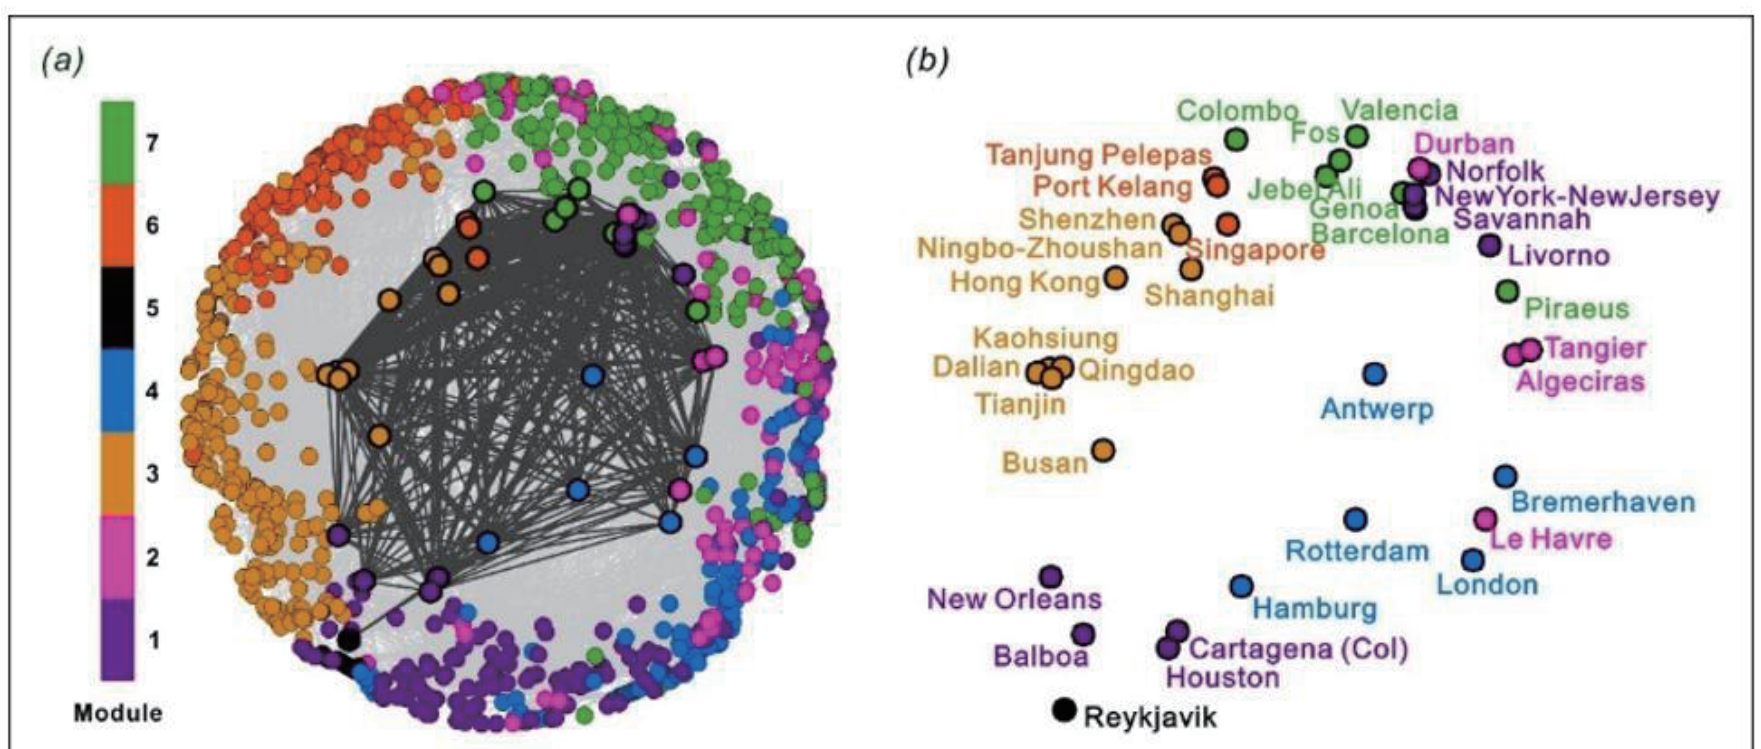 (a)
7
6
5
4
3
2
1
Module
(b)
Colombo
Valencia
Fos
Durban
Tanjung Pelepas
Norfolk
Port Kelang
Jebel Ali
NewYork-NewJersey
Genoa
Shenzhen
Savannah
Barcelona
Ningbo-Zhoushan
Singapore
Livorno
Hong Kong
Shanghai
Piraeus
Kaohsiung
Tangier
Dalian
Qingdao
Algeciras
Tianjin
Antwerp
Busan
Bremerhaven
Le Havre
Rotterdam
London
New Orleans
Hamburg
Cartagena (Col)
Balboa
Houston
Reykjavik